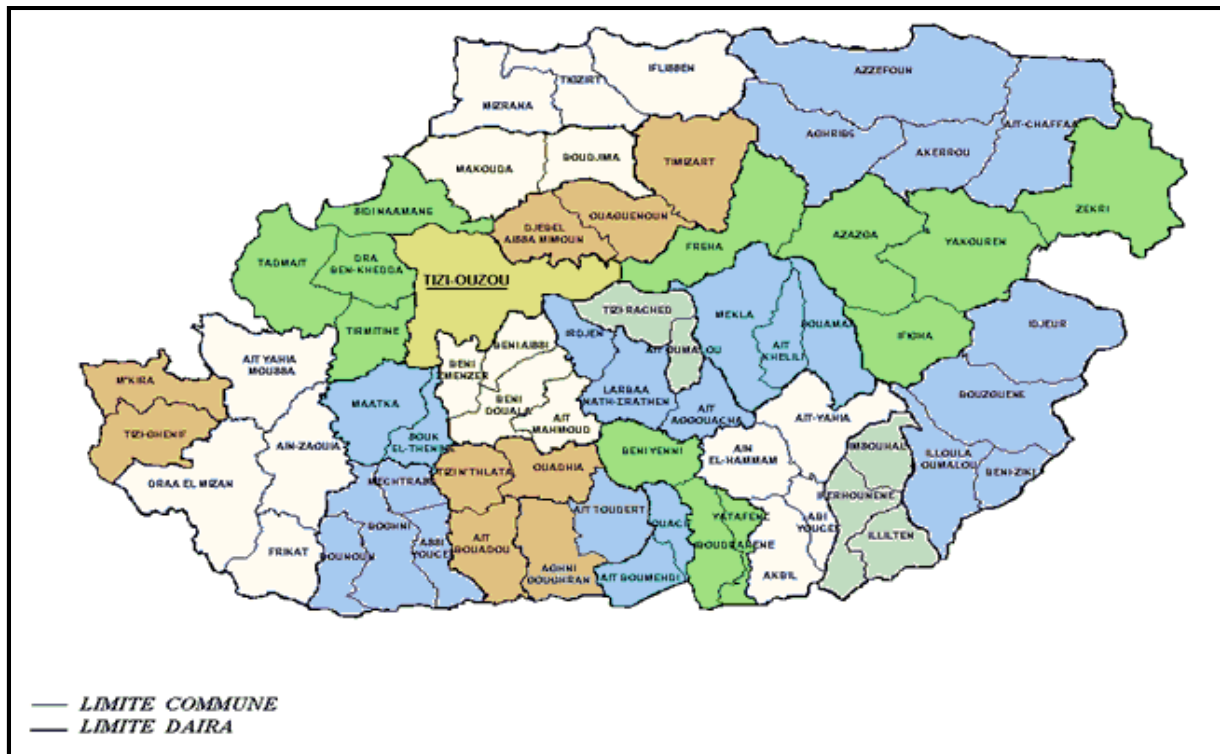 IFLISSEN
TIGZIRT
AZZEFOUN
MIZRANA
AIT-CHAFFAA
AGHRIBS
AKERROU
MAKOUDA
BOUDJIMA
TIMIZART
SIDI NAAMANE
ZEKRI
OUAGUENOUN
DJEBEL
AISSA MIMOUN
FREHA
AZAZGA
YAKOUREN
TADMAIT
DRA
BEN-KHEDDA
TIZI-OUZOU
TIZI-RACHED
MEKLA
SOUAMAA
IDJEUR
TIRMITINE
IRDJEN
AIT
KHELILI
IFIGHA
AIT OUMALOU
BENI AISSI
AIT YAHIA
MOUSSA
BENI
ZMENZER
M'KIRA
LARBAA
NATH-IRATHEN
BENI
DOUALA
BOUZGUENE
MAATKA
AIT
AGGOUACHA
AIT
MAHMOUD
AIT-YAHIA
TIZI-GHENIF
AIN-ZAOUIA
SOUK
EL-THENIN
AIN
EL-HAMMAM
IMSOUHAL
ILLOULA
OUMALOU
BENI YENNI
OUADHIA
TIZI N'THLATA
BENI-ZIKI
DRAA EL MIZAN
MECHTRASS
IFERHOUNENE
AIT TOUDERT
OUACIF
YATAFENE
ABI
YOUCEF
BOGHNI
ILLILTEN
BOUNOUH
ASSI
YOUCEF
AIT
BOUADOU
BOUDRARENE
FRIKAT
AGHNI
GOUGHRAN
AIT BOUMEHDI
AKBIL
LIMITE COMMUNE
LIMITE DAIRA